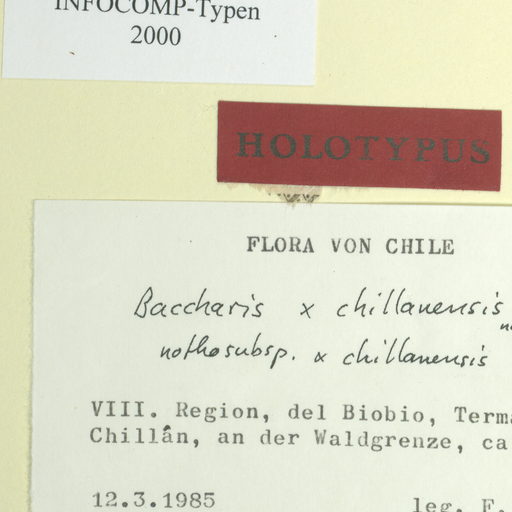 INFOCOMP-Typen
2000
HOLOTYPUS
FLORA VON CHILE
Baccharis x chillanensis
nothosubsp. x chillanensis
VIII. Region, del Biobio, Terma
Chillán, an der Waldgrenze, ca
12.3.1985 leg. F.